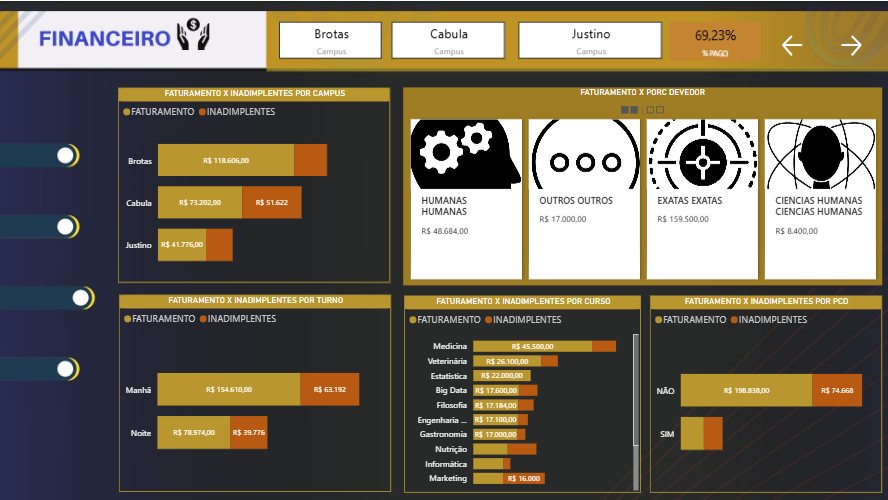 FINANCEIRO
$
Brotas
Campus
Cabula
Campus
Justino
Campus
69,23%
% PAGO
FATURAMENTO X INADIMPLENTES POR CAMPUS
FATURAMENTO INADIMPLENTES
Brotas R$ 118.606,00
Cabula R$ 73.202,00 R$ 51.622
Justino R$ 41.776,00
FATURAMENTO X PORC DEVEDOR
HUMANAS
HUMANAS
R$ 48.684,00
OUTROS OUTROS
R$ 17.000,00
EXATAS EXATAS
R$ 159.500,00
CIENCIAS HUMANAS
CIENCIAS HUMANAS
R$ 8.400,00
FATURAMENTO X INADIMPLENTES POR TURNO
FATURAMENTO INADIMPLENTES
Manhã R$ 154.610,00 R$ 63.192
Noite R$ 78.974,00 R$ 39.776
FATURAMENTO X INADIMPLENTES POR CURSO
FATURAMENTO INADIMPLENTES
Medicina R$ 45.500,00
Veterinária R$ 26.100,00
Estatística R$ 22.000,00
Big Data R$ 17.600,00
Filosofia R$ 17.184,00
Engenharia ... R$ 17.100,00
Gastronomia R$ 17.000,00
Nutrição
Informática
Marketing R$ 16.000
FATURAMENTO X INADIMPLENTES POR PCD
FATURAMENTO INADIMPLENTES
NÃO R$ 198.838,00 R$ 74.668
SIM